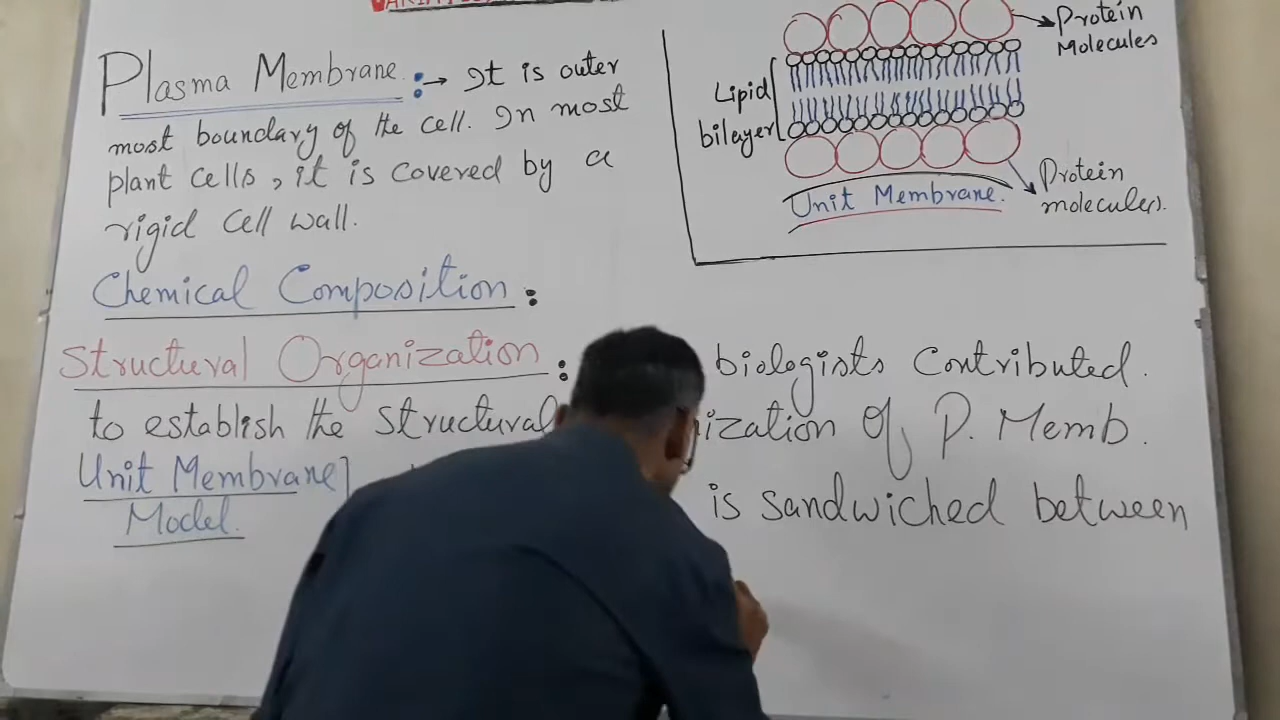 Plasma Membrane :→ It is outer
most boundary of the cell. In most
plant cells, it is covered by a
rigid cell wall.
Chemical Composition :
Structural Organization : biologists contributed.
to establish the structural ization of P. Memb.
Unit Membrane] is sandwiched between
Model.
Protein
Molecules
Lipid
bilayer
Protein
molecules.
Unit Membrane.